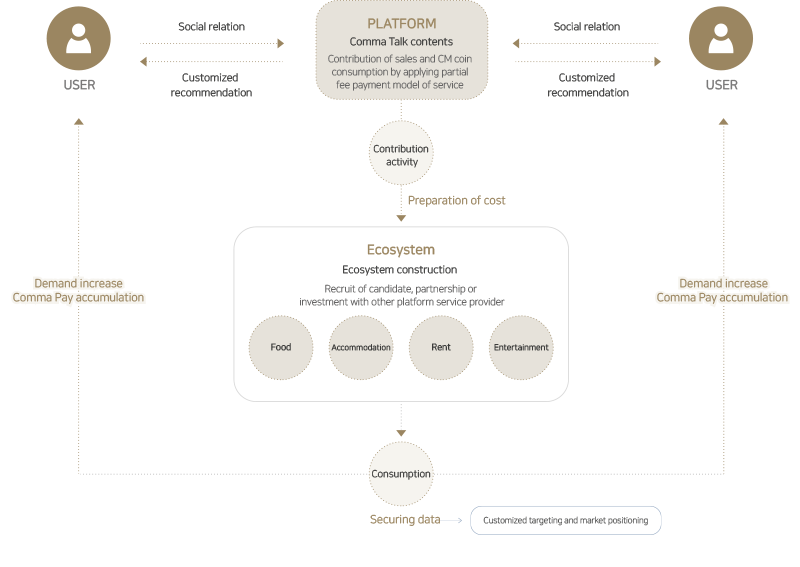 PLATFORM
Comma Talk contents
Contribution of sales and CM coin
consumption by applying partial
fee payment model of service
Social relation
Customized
recommendation
USER
Social relation
Customized
recommendation
USER
Contribution
activity
Preparation of cost
Ecosystem
Ecosystem construction
Recruit of candidate, partnership or
investment with other platform service provider
Food
Accommodation
Rent
Entertainment
Demand increase
Comma Pay accumulation
Demand increase
Comma Pay accumulation
Consumption
Securing data
Customized targeting and market positioning